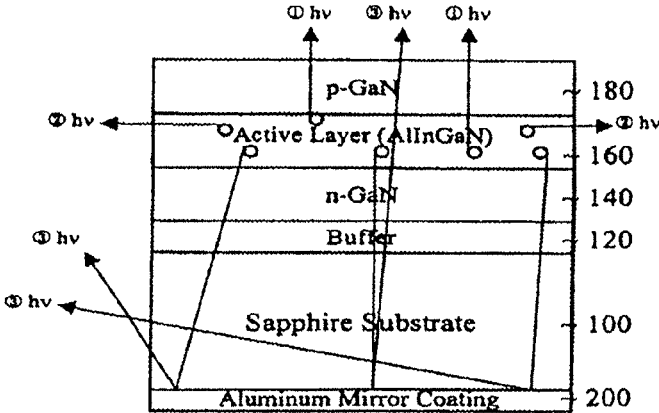 ① hν ③ hν ① hν
p-GaN 180
② hν Active Layer (AlInGaN) ② hν
160
n-GaN 140
Buffer 120
③ hν
③ hν
Sapphire Substrate 100
Aluminum Mirror Coating 200